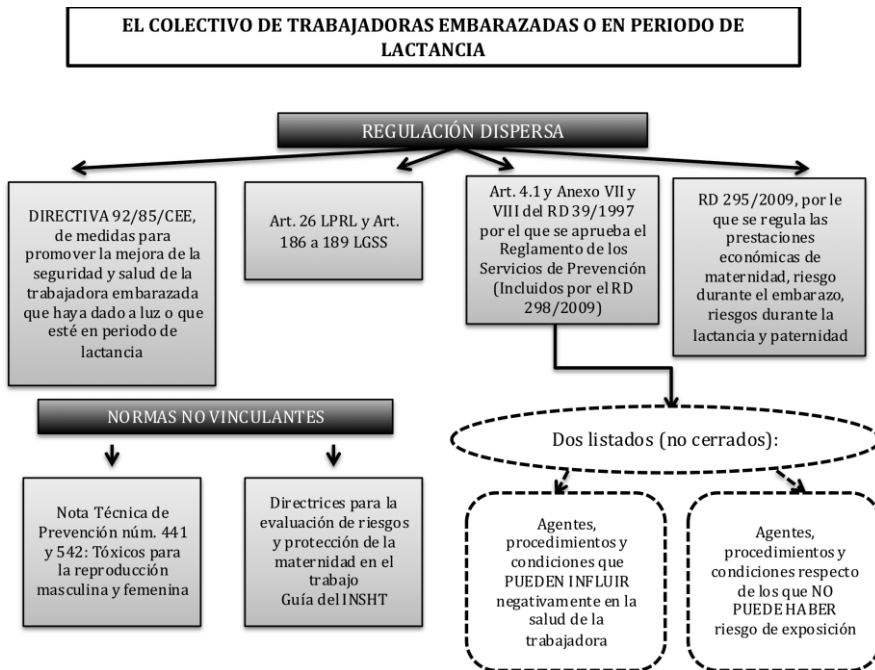 EL COLECTIVO DE TRABAJADORAS EMBARAZADAS O EN PERIODO DE
LACTANCIA
REGULACIÓN DISPERSA
DIRECTIVA 92/85/CEE,
de medidas para
promover la mejora de la
seguridad y salud de la
trabajadora embarazada
que haya dado a luz o que
esté en periodo de
lactancia
Art. 26 LPRL y Art.
186 a 189 LGSS
Art. 4.1 y Anexo VII y
VIII del RD 39/1997
por el que se aprueba el
Reglamento de los
Servicios de Prevención
(Incluidos por el RD
298/2009)
RD 295/2009, por le
que se regula las
prestaciones
económicas de
maternidad, riesgo
durante el embarazo,
riesgos durante la
lactancia y paternidad
NORMAS NO VINCULANTES
Nota Técnica de
Prevención núm. 441
y 542: Tóxicos para
la reproducción
masculina y femenina
Directrices para la
evaluación de riesgos
y protección de la
maternidad en el
trabajo
Guía del INSHT
Dos listados (no cerrados):
Agentes,
procedimientos y
condiciones que
PUEDEN INFLUIR
negativamente en la
salud de la
trabajadora
Agentes,
procedimientos y
condiciones respecto
de los que NO
PUEDE HABER
riesgo de exposición